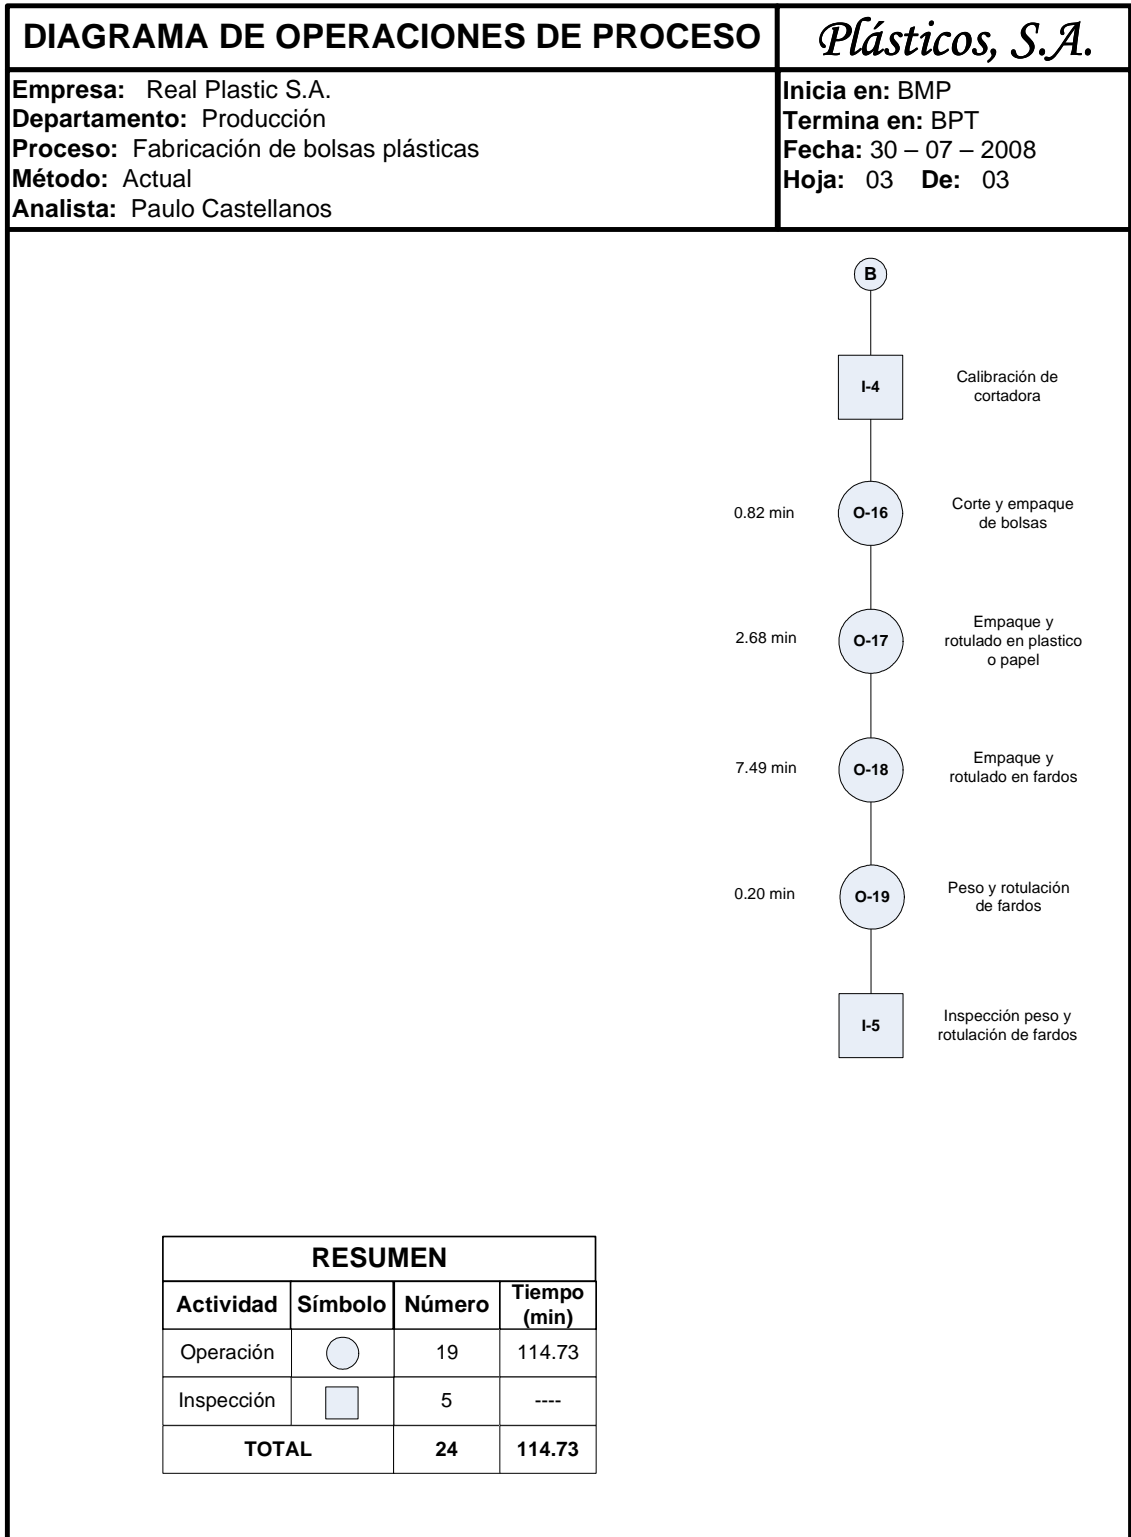 DIAGRAMA DE OPERACIONES DE PROCESO
Plásticos, S.A.
Empresa: Real Plastic S.A.
Departamento: Producción
Proceso: Fabricación de bolsas plásticas
Método: Actual
Analista: Paulo Castellanos
Inicia en: BMP
Termina en: BPT
Fecha: 30 – 07 – 2008
Hoja: 03 De: 03
B
I-4
Calibración de
cortadora
0.82 min
O-16
Corte y empaque
de bolsas
2.68 min
O-17
Empaque y
rotulado en plastico
o papel
7.49 min
O-18
Empaque y
rotulado en fardos
0.20 min
O-19
Peso y rotulación
de fardos
I-5
Inspección peso y
rotulación de fardos
RESUMEN
Actividad Símbolo Número Tiempo
(min)
Operación 19 114.73
Inspección 5 ----
TOTAL 24 114.73